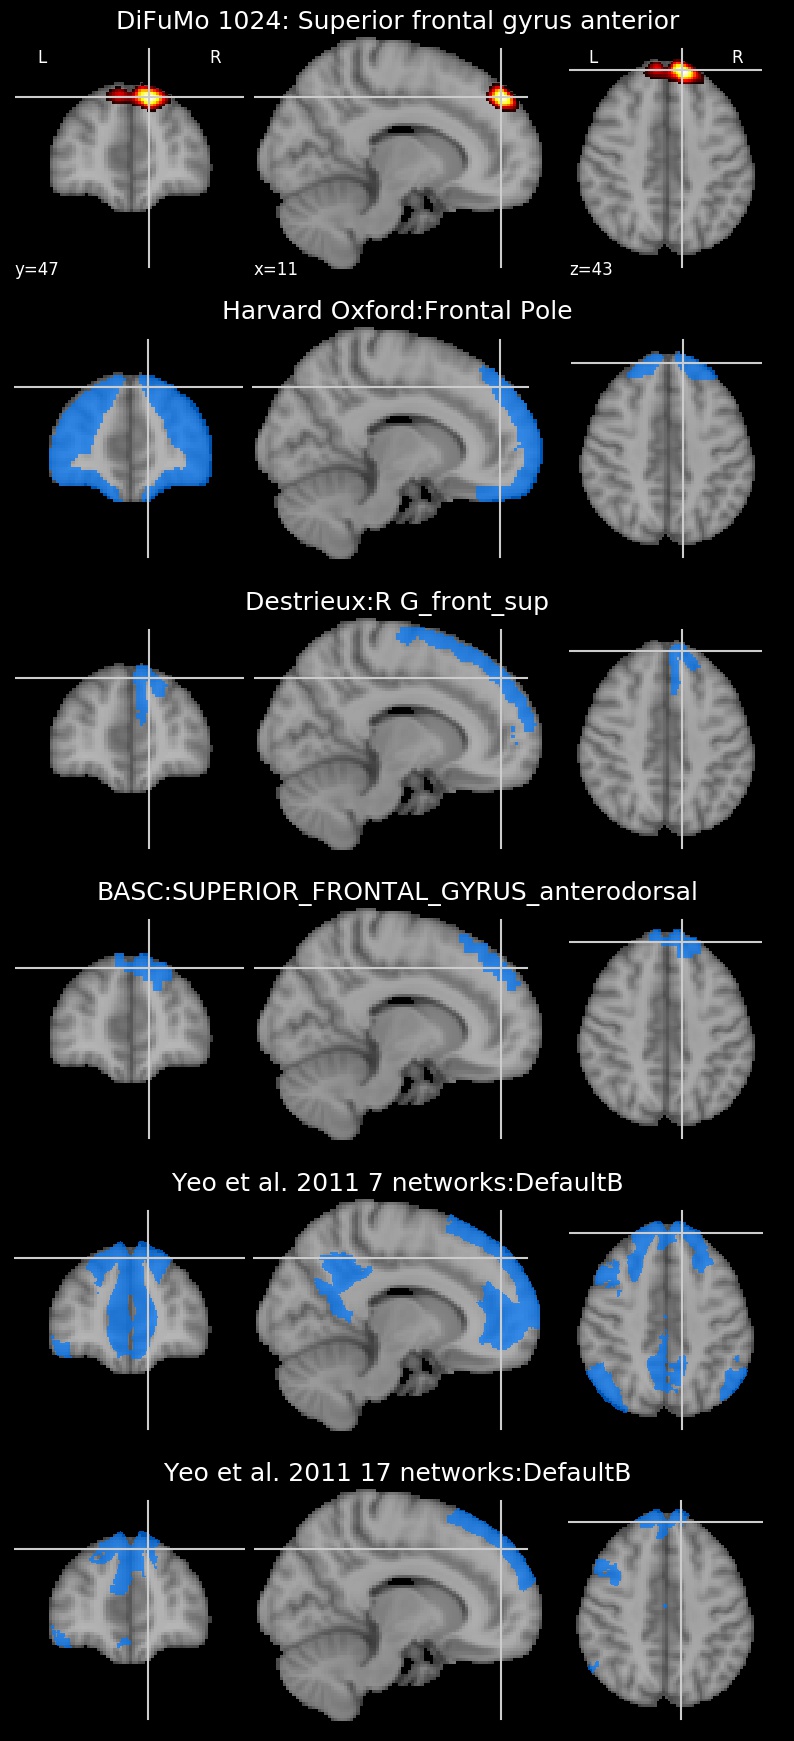 DiFuMo 1024: Superior frontal gyrus anterior
L R L R
y=47 x=11 z=43
Harvard Oxford:Frontal Pole
Destrieux:R G_front_sup
BASC:SUPERIOR_FRONTAL_GYRUS_anterodorsal
Yeo et al. 2011 7 networks:DefaultB
Yeo et al. 2011 17 networks:DefaultB